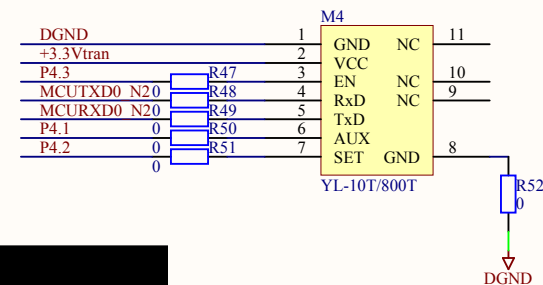 M4
DGND 1 GND NC 11
+3.3Vtran 2 VCC
P4.3 R47 3 EN NC 10
MCUTXD0 N20 R48 4 RxD NC 9
MCURXD0 N20 R49 5 TxD
P4.1 0 R50 6 AUX
P4.2 0 R51 7 SET GND 8
0
YL-10T/800T
R52
0
DGND